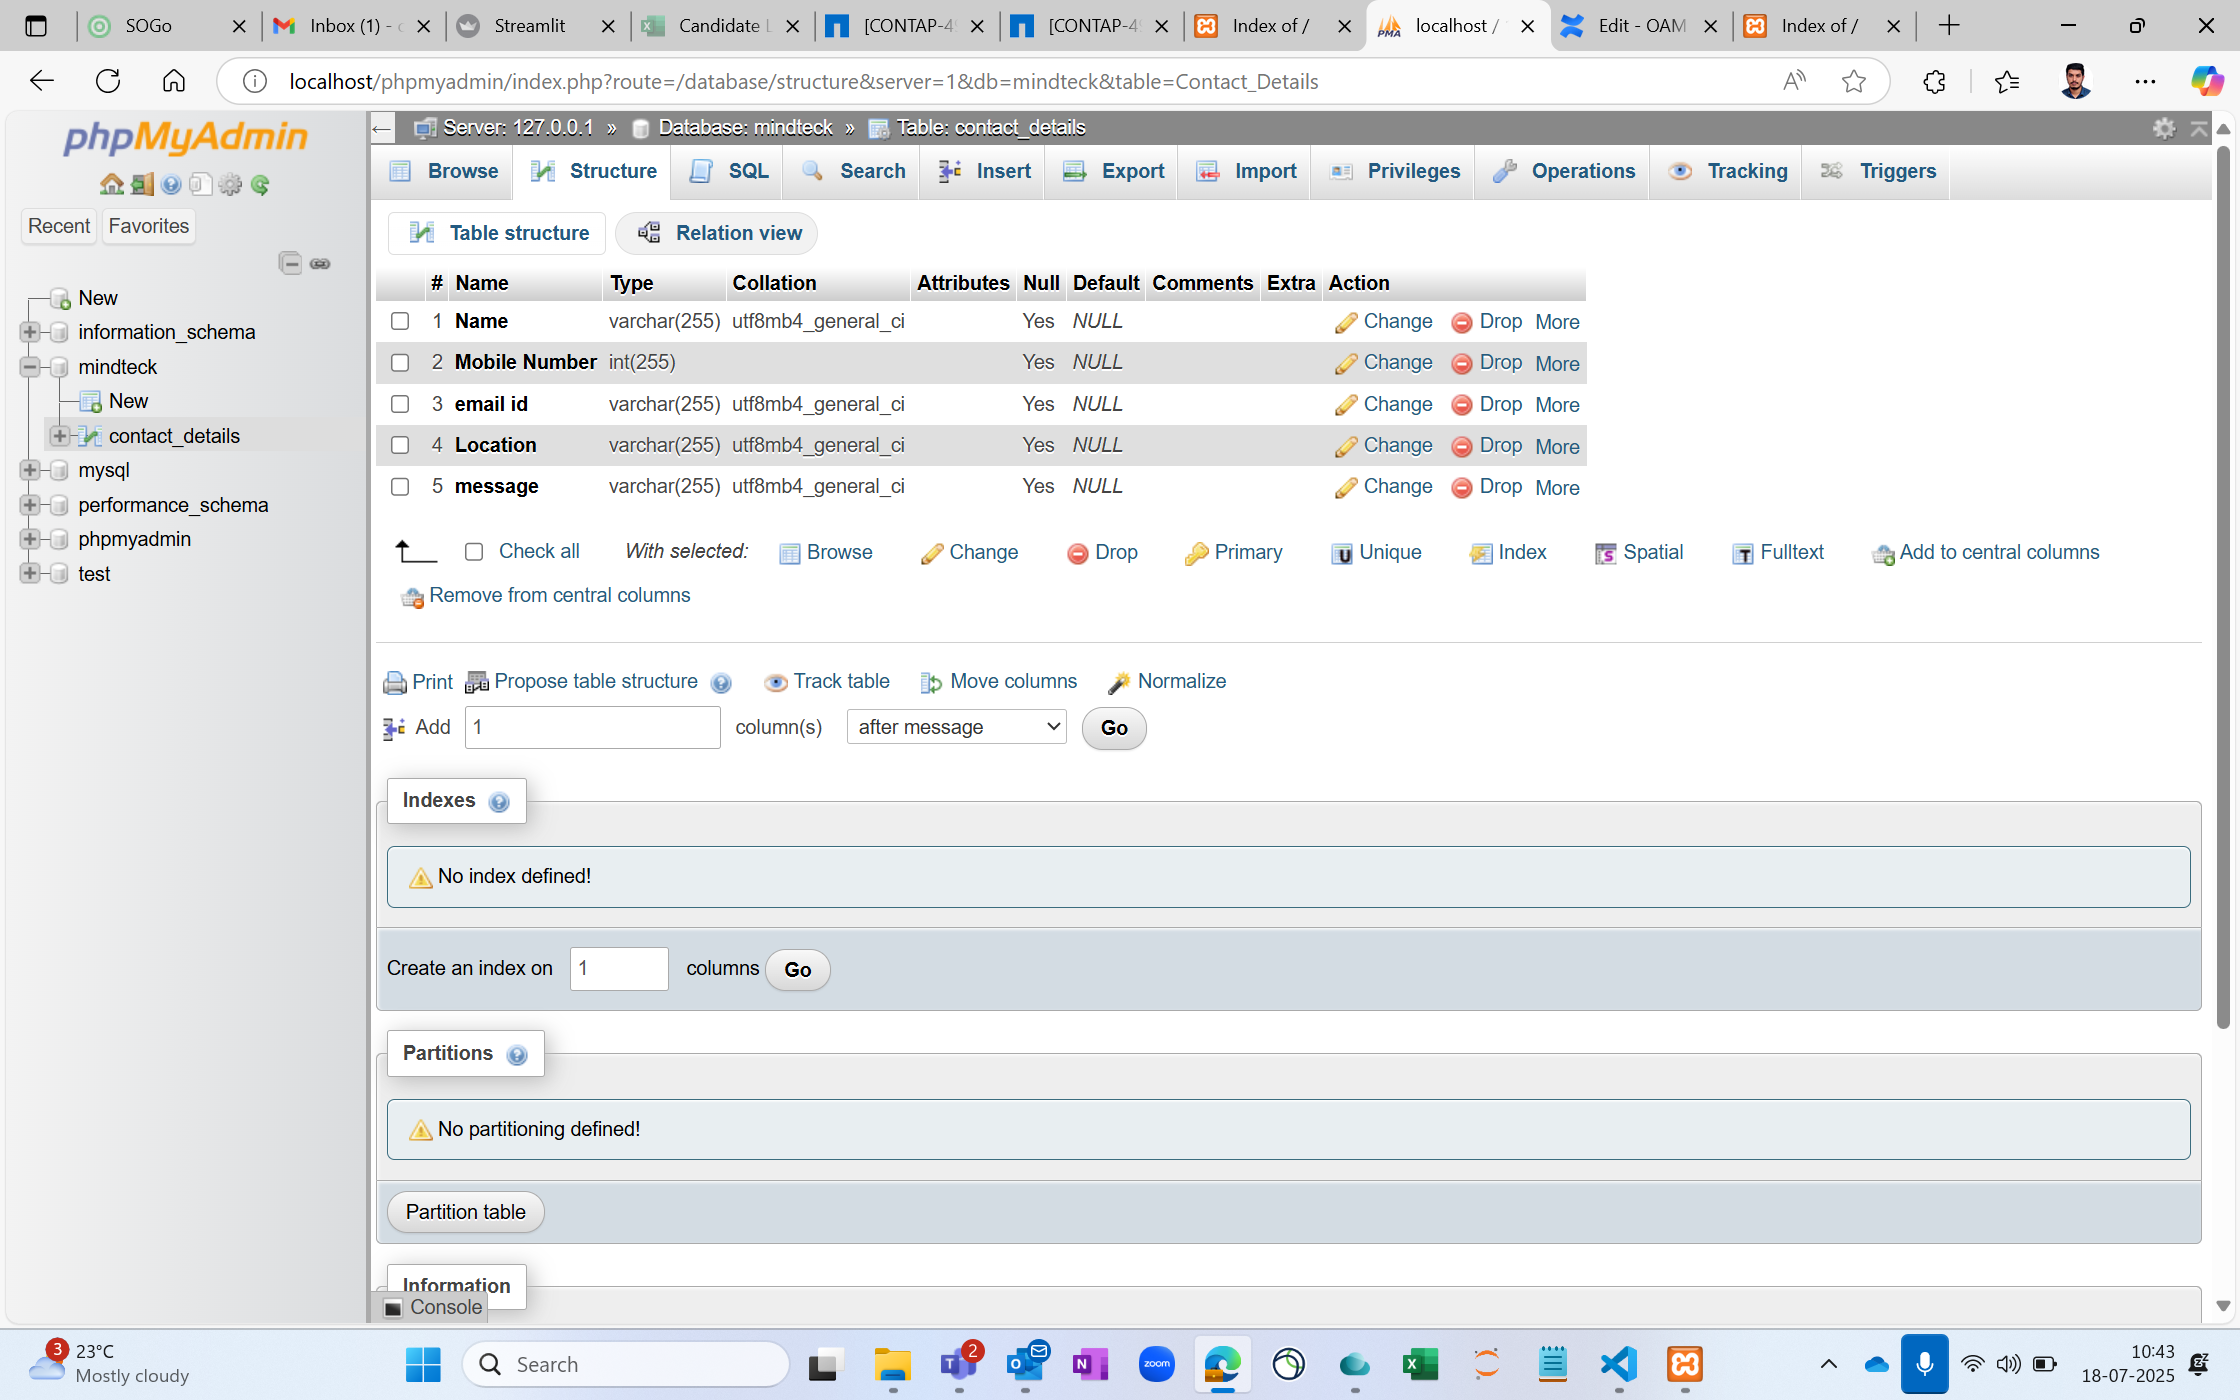 SOGo
Inbox (1) -
Streamlit
Candidate L
[CONTAP-4
[CONTAP-4
Index of /
localhost /
Edit - OAM
Index of /
localhost/phpmyadmin/index.php?route=/database/structure&server=1&db=mindteck&table=Contact_Details
phpMyAdmin
Recent
Favorites
New
information_schema
mindteck
New
contact_details
mysql
performance_schema
phpmyadmin
test
Server: 127.0.0.1 » Database: mindteck » Table: contact_details
Browse Structure SQL Search Insert Export Import Privileges Operations Tracking Triggers
Table structure Relation view
# Name Type Collation Attributes Null Default Comments Extra Action
1 Name varchar(255) utf8mb4_general_ci Yes NULL Change Drop More
2 Mobile Number int(255) Yes NULL Change Drop More
3 email id varchar(255) utf8mb4_general_ci Yes NULL Change Drop More
4 Location varchar(255) utf8mb4_general_ci Yes NULL Change Drop More
5 message varchar(255) utf8mb4_general_ci Yes NULL Change Drop More
Check all With selected: Browse Change Drop Primary Unique Index Spatial Fulltext Add to central columns
Remove from central columns
Print Propose table structure Track table Move columns Normalize
Add 1 column(s) after message Go
Indexes
No index defined!
Create an index on 1 columns Go
Partitions
No partitioning defined!
Partition table
Information
Console
3
23°C
Mostly cloudy
Search
2
zoom
10:43
18-07-2025